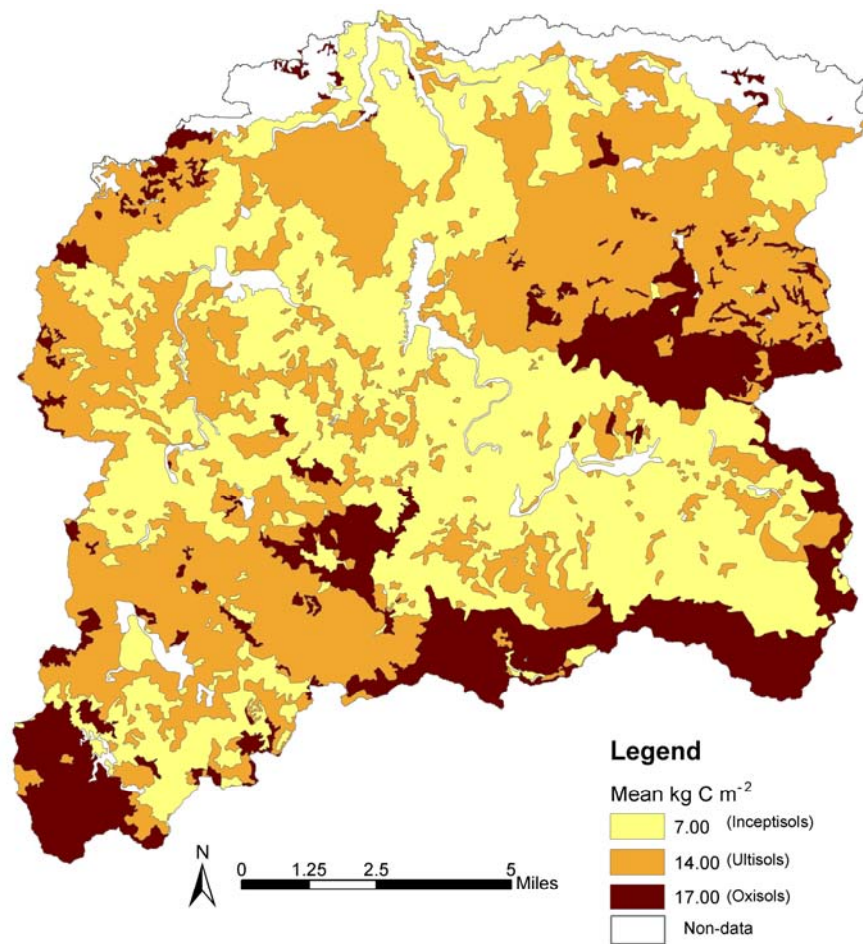 Legend
Mean kg C m-2
7.00 (Inceptisols)
14.00 (Ultisols)
17.00 (Oxisols)
Non-data
N
0 1.25 2.5 5
Miles